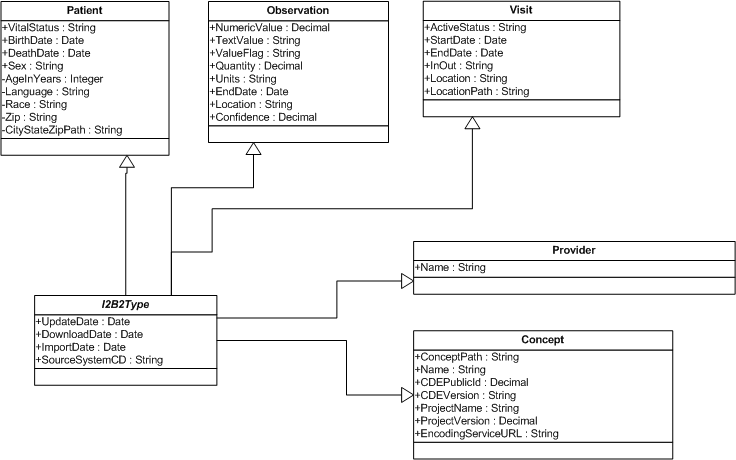 Patient
+VitalStatus : String
+BirthDate : Date
+DeathDate : Date
+Sex : String
-AgeInYears : Integer
-Language : String
-Race : String
-Zip : String
-CityStateZipPath : String
Observation
+NumericValue : Decimal
+TextValue : String
+ValueFlag : String
+Quantity : Decimal
+Units : String
+EndDate : Date
+Location : String
+Confidence : Decimal
Visit
+ActiveStatus : String
+StartDate : Date
+EndDate : Date
+InOut : String
+Location : String
+LocationPath : String
Provider
+Name : String
I2B2Type
+UpdateDate : Date
+DownloadDate : Date
+ImportDate : Date
+SourceSystemCD : String
Concept
+ConceptPath : String
+Name : String
+CDEPublicId : Decimal
+CDEVersion : String
+ProjectName : String
+ProjectVersion : Decimal
+EncodingServiceURL : String